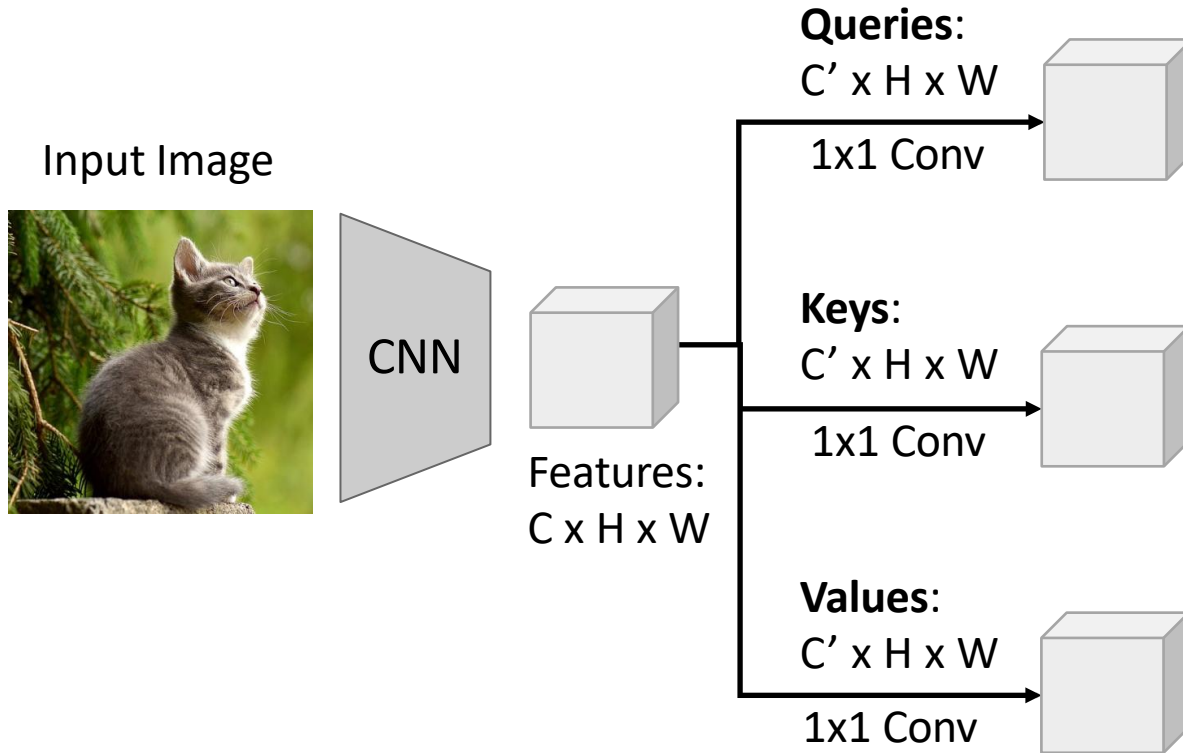 Input Image
CNN
Features:
C x H x W
Queries:
C’ x H x W
1x1 Conv
Keys:
C’ x H x W
1x1 Conv
Values:
C’ x H x W
1x1 Conv